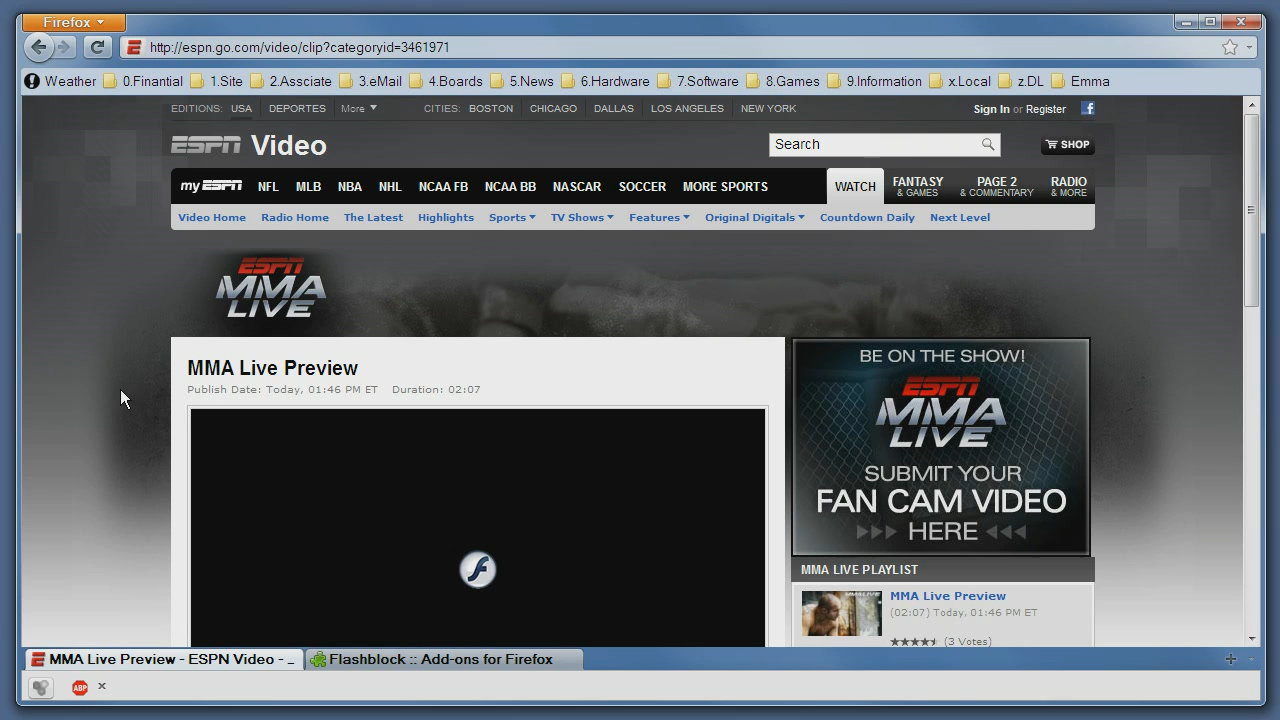 Firefox
http://espn.go.com/video/clip?categoryid=3461971
Weather 0.Finantial 1.Site 2.Assciate 3.eMail 4.Boards 5.News 6.Hardware 7.Software 8.Games 9.Information x.Local z.DL Emma
EDITIONS: USA DEPORTES More CITIES: BOSTON CHICAGO DALLAS LOS ANGELES NEW YORK Sign In or Register f
ESPN Video Search SHOP
my ESPN NFL MLB NBA NHL NCAA FB NCAA BB NASCAR SOCCER MORE SPORTS WATCH FANTASY & GAMES PAGE 2 & COMMENTARY RADIO & MORE
Video Home Radio Home The Latest Highlights Sports TV Shows Features Original Digitals Countdown Daily Next Level
ESPN
MMA
LIVE
MMA Live Preview
Publish Date: Today, 01:46 PM ET Duration: 02:07
BE ON THE SHOW!
ESPN
MMA
LIVE
SUBMIT YOUR
FAN CAM VIDEO
HERE
MMA LIVE PLAYLIST
MMA Live Preview
(02:07) Today, 01:46 PM ET
(3 Votes)
MMA Live Preview - ESPN Video - ... Flashblock :: Add-ons for Firefox
ABP